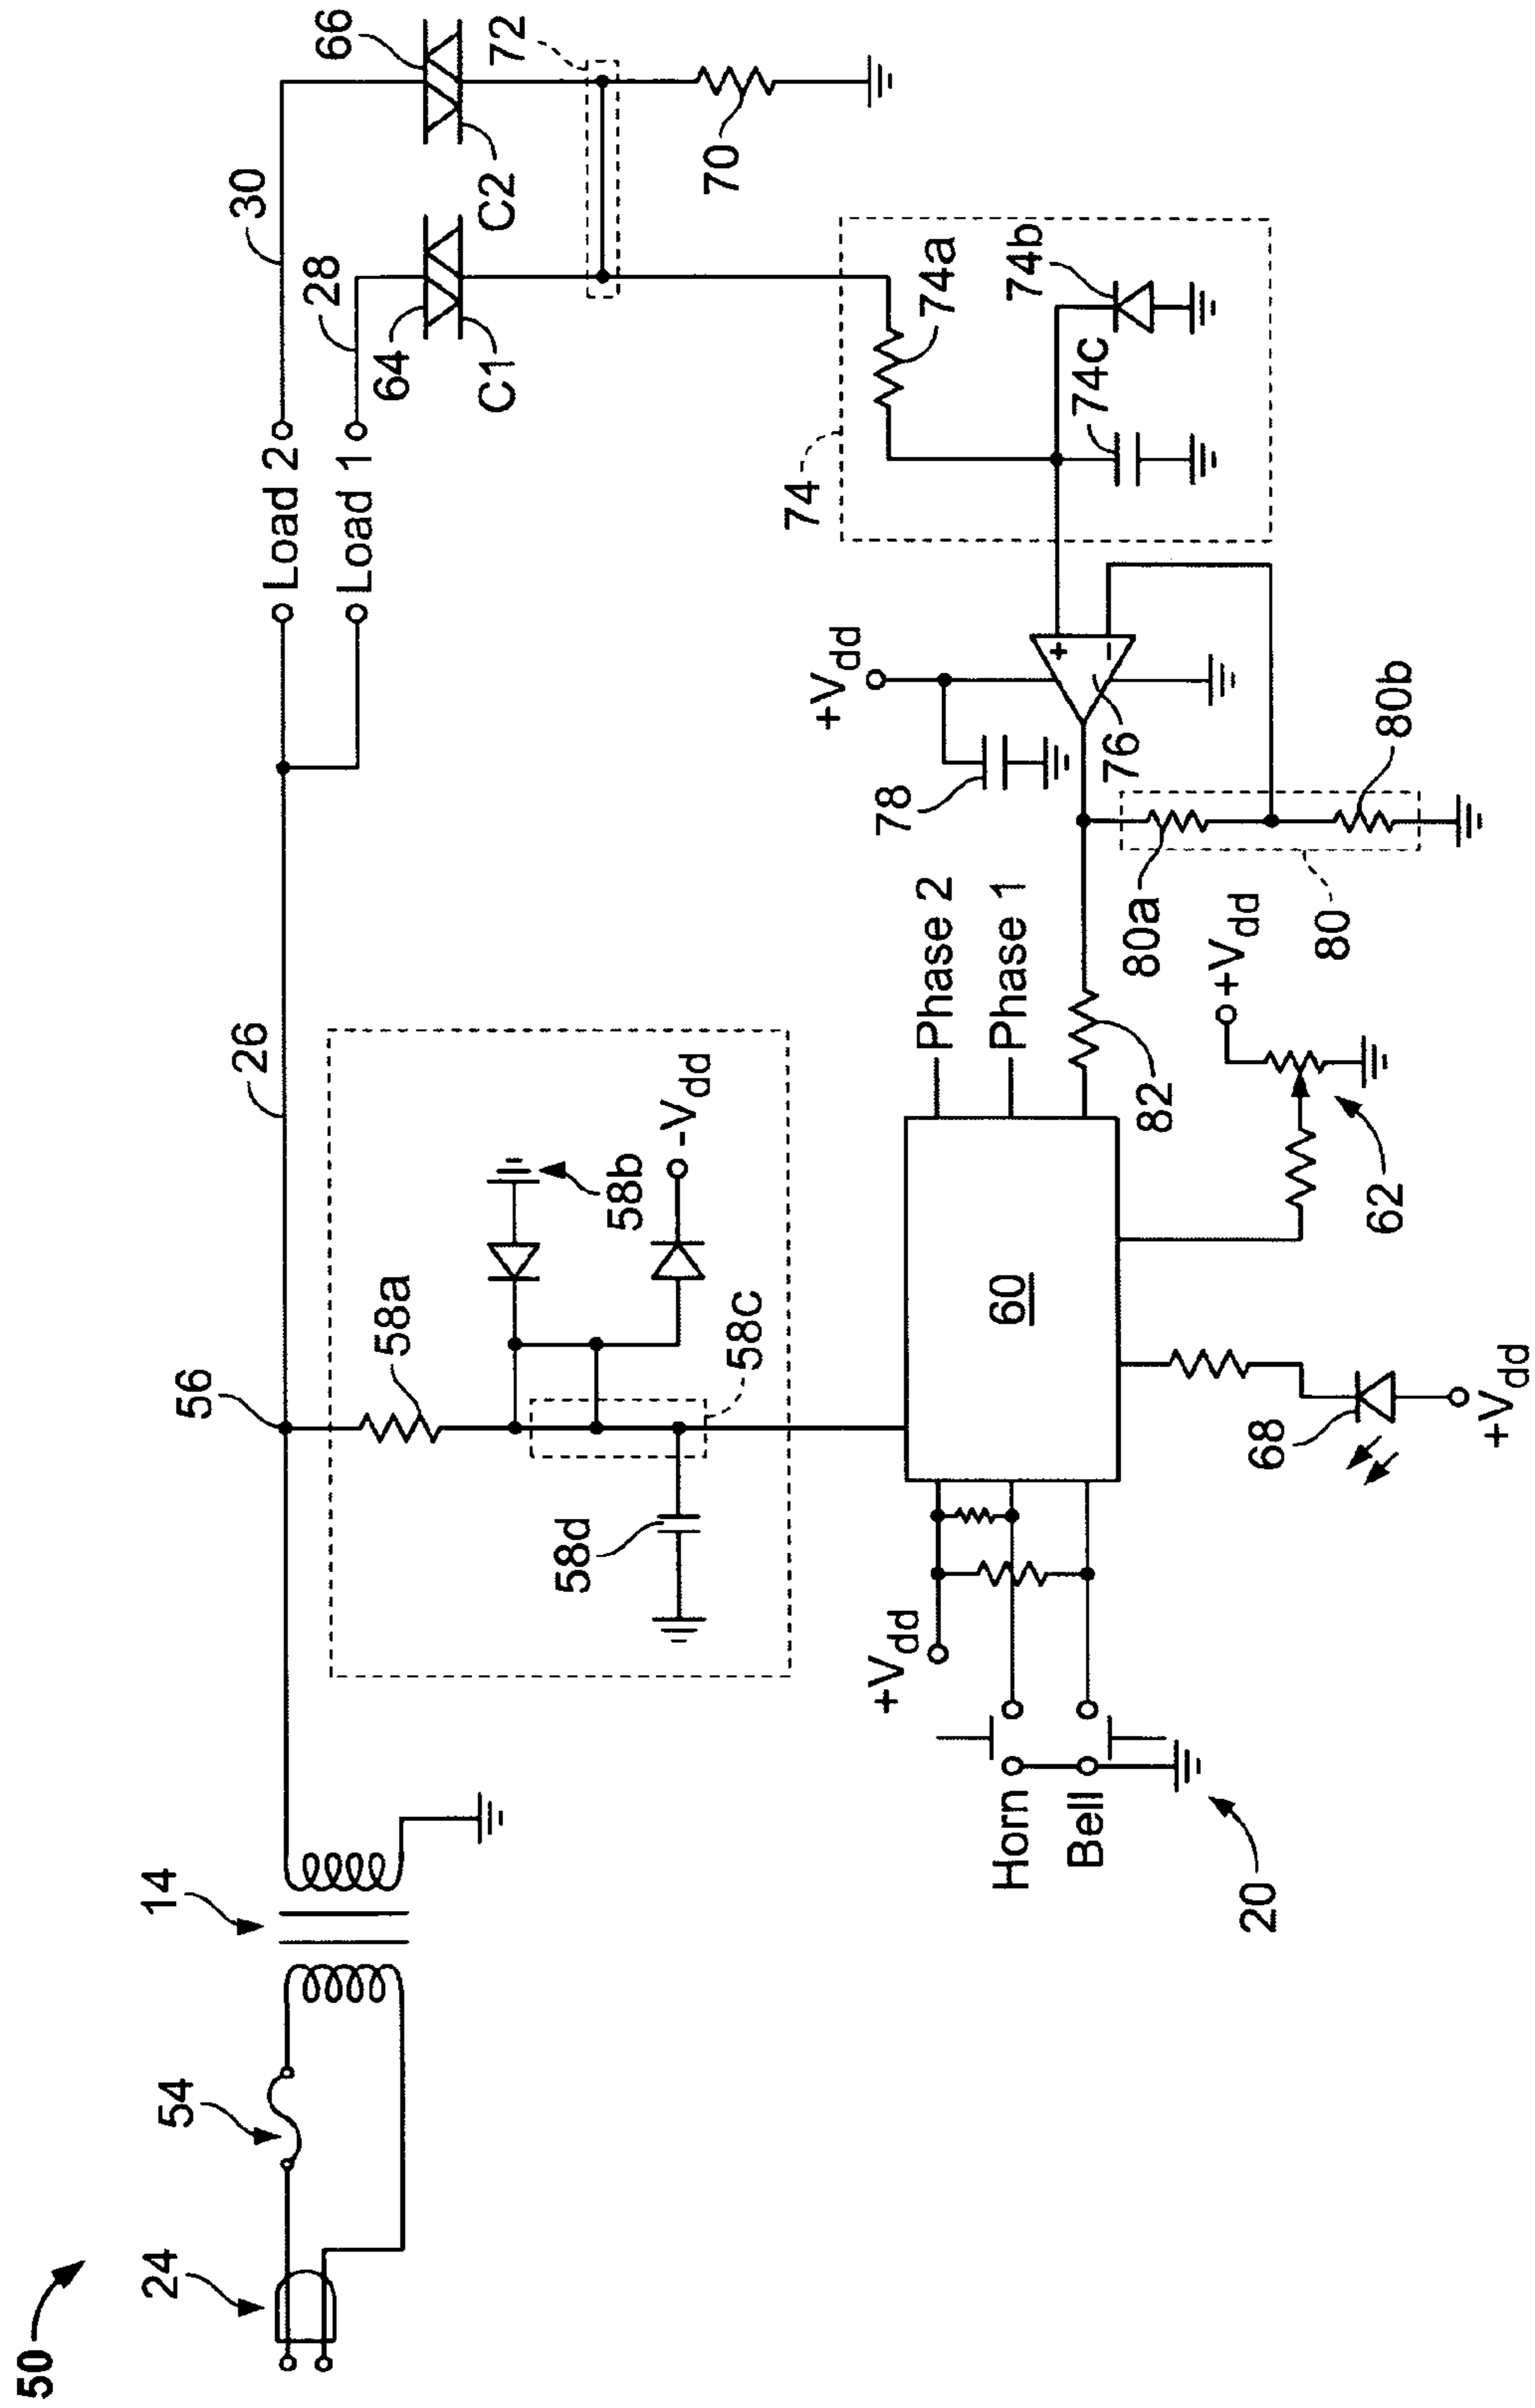 50
24
54
14
56
26
58a
58b
-Vdd
58c
58d
Load 2
Load 1
30
28
66
64
C1
C2
72
70
74
74a
74b
74c
+Vdd
78
76
80a
80b
80
82
Phase 2
Phase 1
60
+Vdd
Horn
Bell
20
68
+Vdd
62
+Vdd